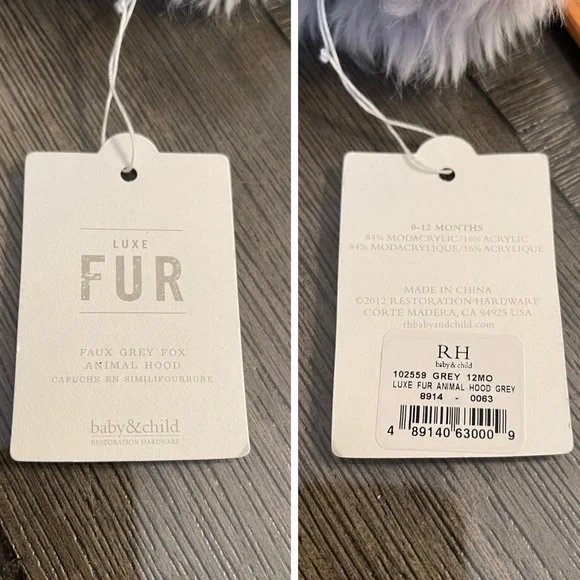 LUXE
FUR
FAUX GREY FOX
ANIMAL HOOD
CAPUCHE EN SIMILIFOURRURE
baby&child
RESTORATION HARDWARE
0-12 MONTHS
84% MODACRYLIC/16% ACRYLIC
84% MODACRYLIQUE/16% ACRYLIQUE
MADE IN CHINA
©2012 RESTORATION HARDWARE
CORTE MADERA, CA 94925 USA
rhbabyandchild.com
RH
baby & child
102559 GREY 12MO
LUXE FUR ANIMAL HOOD GREY
8914 - 0063
4 89140 63000 9